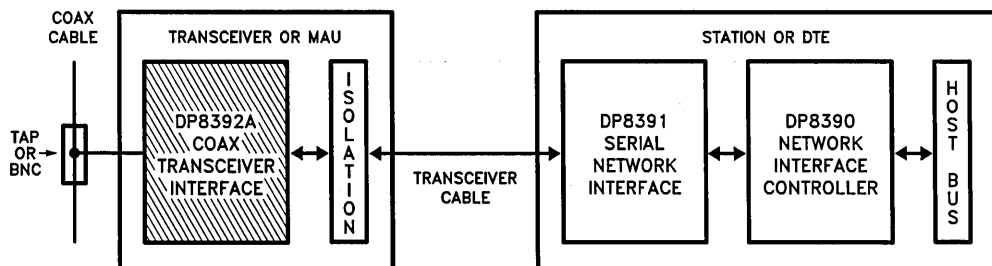 COAX
CABLE
TAP
OR
BNC
TRANSCEIVER OR MAU
DP8392A
COAX
TRANSCEIVER
INTERFACE
ISOLATION
TRANSCEIVER
CABLE
STATION OR DTE
DP8391
SERIAL
NETWORK
INTERFACE
DP8390
NETWORK
INTERFACE
CONTROLLER
HOST BUS